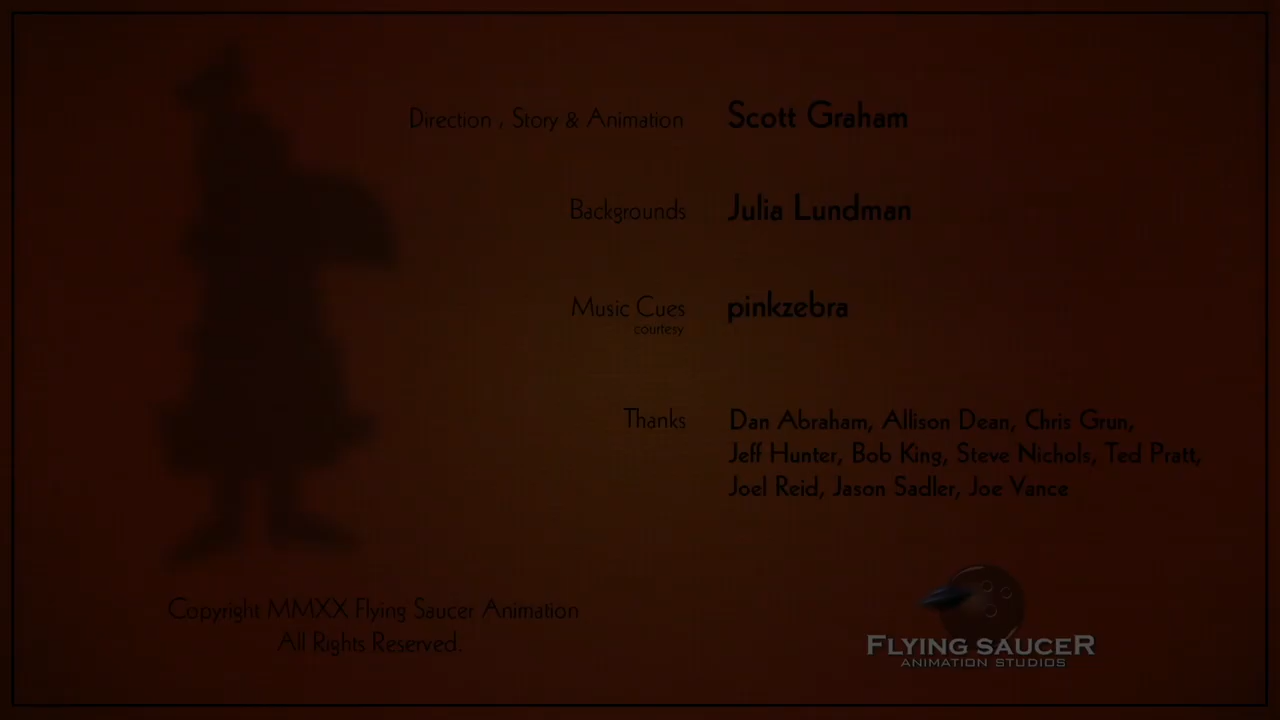 Direction , Story & Animation Scott Graham
Backgrounds Julia Lundman
Music Cues pinkzebra
courtesy
Thanks Dan Abraham, Allison Dean, Chris Grun,
Jeff Hunter, Bob King, Steve Nichols, Ted Pratt,
Joel Reid, Jason Sadler, Joe Vance
Copyright MMXX Flying Saucer Animation
All Rights Reserved.
FLYING SAUCER
ANIMATION STUDIOS